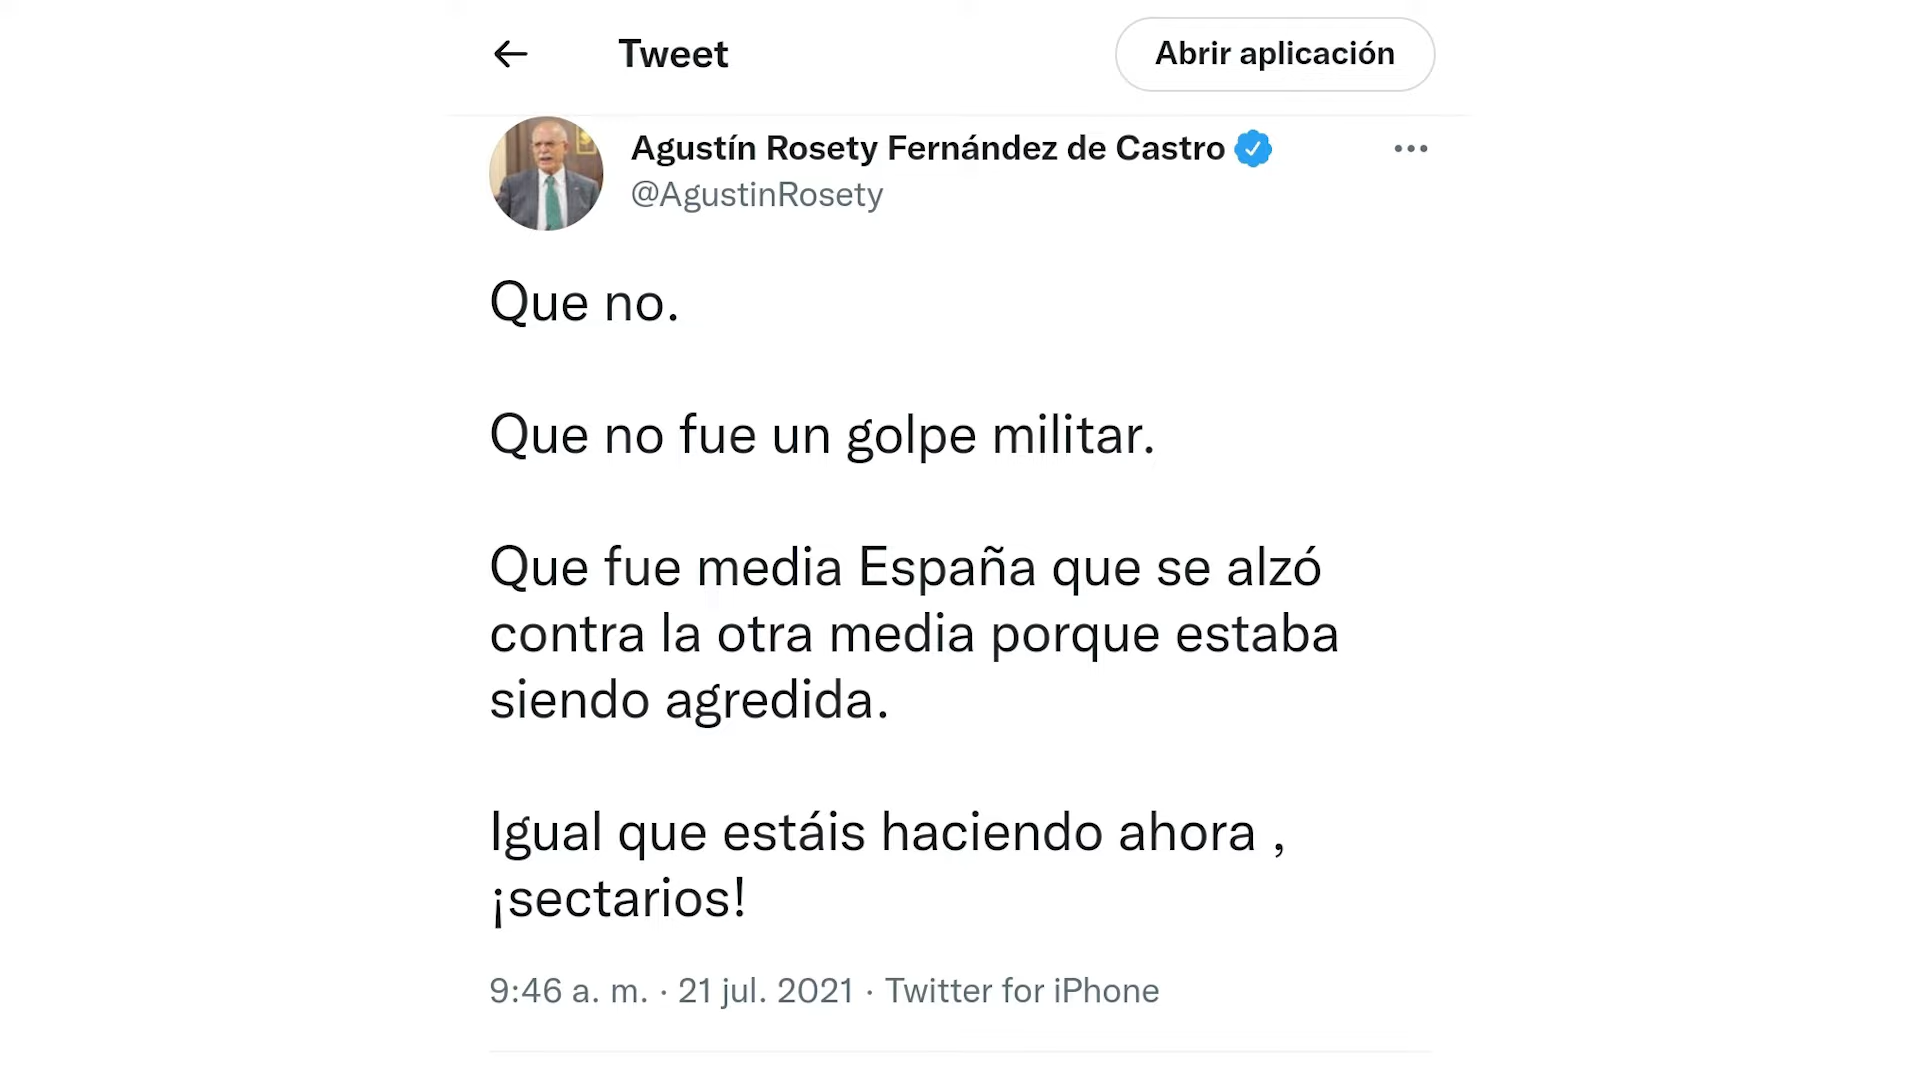 Tweet
Abrir aplicación
Agustín Rosety Fernández de Castro
@AgustinRosety
Que no.
Que no fue un golpe militar.
Que fue media España que se alzó
contra la otra media porque estaba
siendo agredida.
Igual que estáis haciendo ahora ,
¡sectarios!
9:46 a. m. · 21 jul. 2021 · Twitter for iPhone